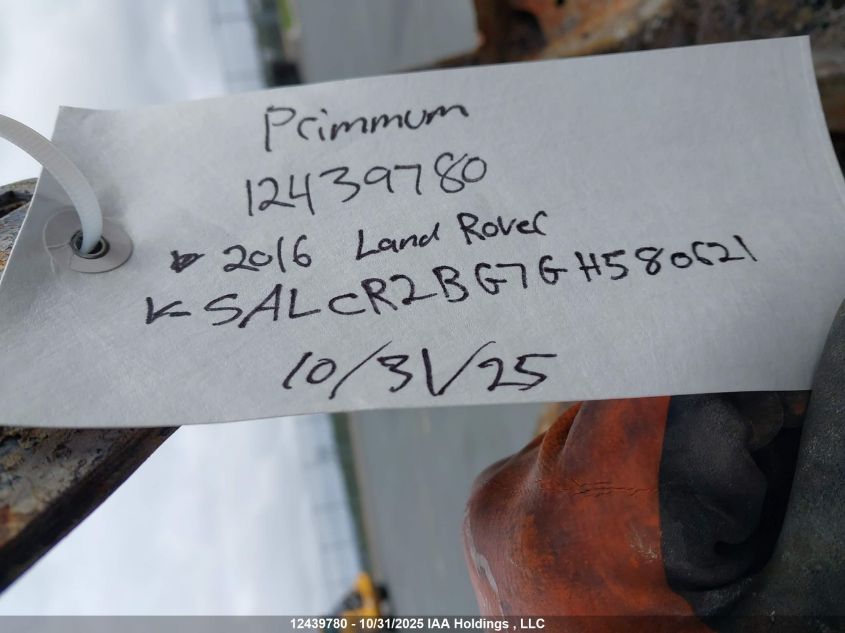 Primmum
12439780
2016 Land Rover
V-SALCR2BG7GH580621
10/31/25
12439780 - 10/31/2025 IAA Holdings , LLC